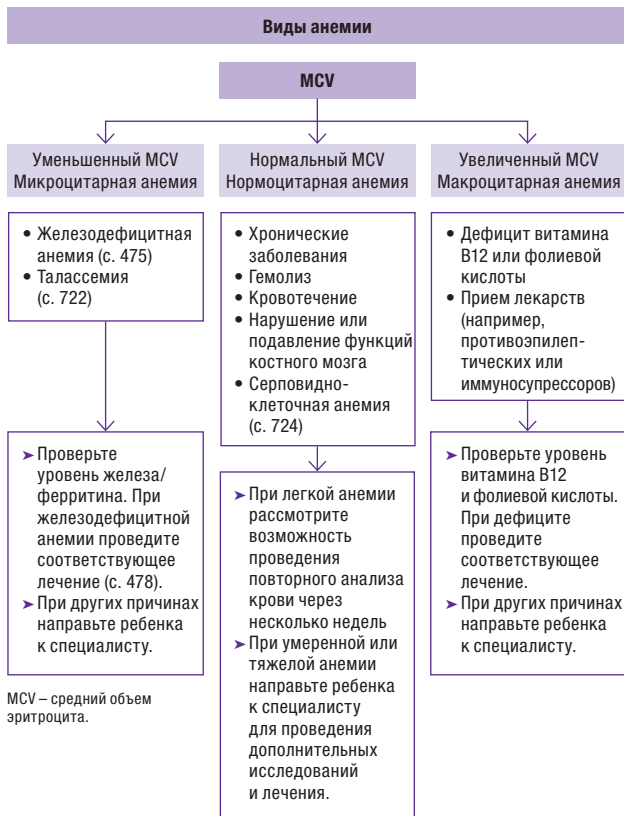 Виды анемии
MCV
Уменьшенный MCV
Микроцитарная анемия
• Железодефицитная
анемия (с. 475)
• Талассемия
(с. 722)
➤ Проверьте
уровень железа/
ферритина. При
железодефицитной
анемии проведите
соответствующее
лечение (с. 478).
➤ При других причинах
направьте ребенка
к специалисту.
Нормальный MCV
Нормоцитарная анемия
• Хронические
заболевания
• Гемолиз
• Кровотечение
• Нарушение или
подавление функций
костного мозга
• Серповидно-
клеточная анемия
(с. 724)
➤ При легкой анемии
рассмотрите
возможность
проведения
повторного анализа
крови через
несколько недель
➤ При умеренной или
тяжелой анемии
направьте ребенка
к специалисту
для проведения
дополнительных
исследований
и лечения.
Увеличенный MCV
Макроцитарная анемия
• Дефицит витамина
B12 или фолиевой
кислоты
• Прием лекарств
(например,
противоэпилеп-
тических или
иммуносупрессоров)
➤ Проверьте уровень
витамина B12
и фолиевой кислоты.
При дефиците
проведите
соответствующее
лечение.
➤ При других причинах
направьте ребенка
к специалисту.
MCV – средний объем
эритроцита.